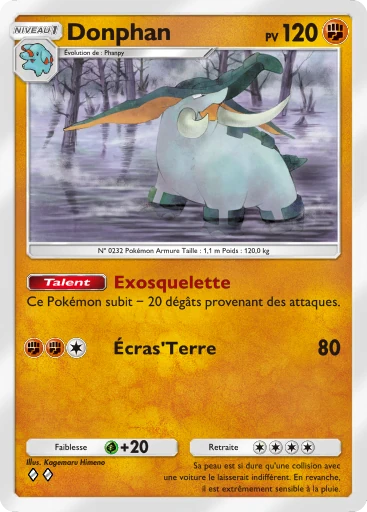 NIVEAU 1
Donphan
PV 120
Évolution de : Phanpy
N° 0232 Pokémon Armure Taille : 1,1 m Poids : 120,0 kg
Talent Exosquelette
Ce Pokémon subit − 20 dégâts provenant des attaques.
Écras'Terre 80
Faiblesse +20 Retraite
Illus. Kagemaru Himeno
Sa peau est si dure qu'une collision avec
une voiture le laisserait indifférent. En revanche,
il est extrêmement sensible à la pluie.